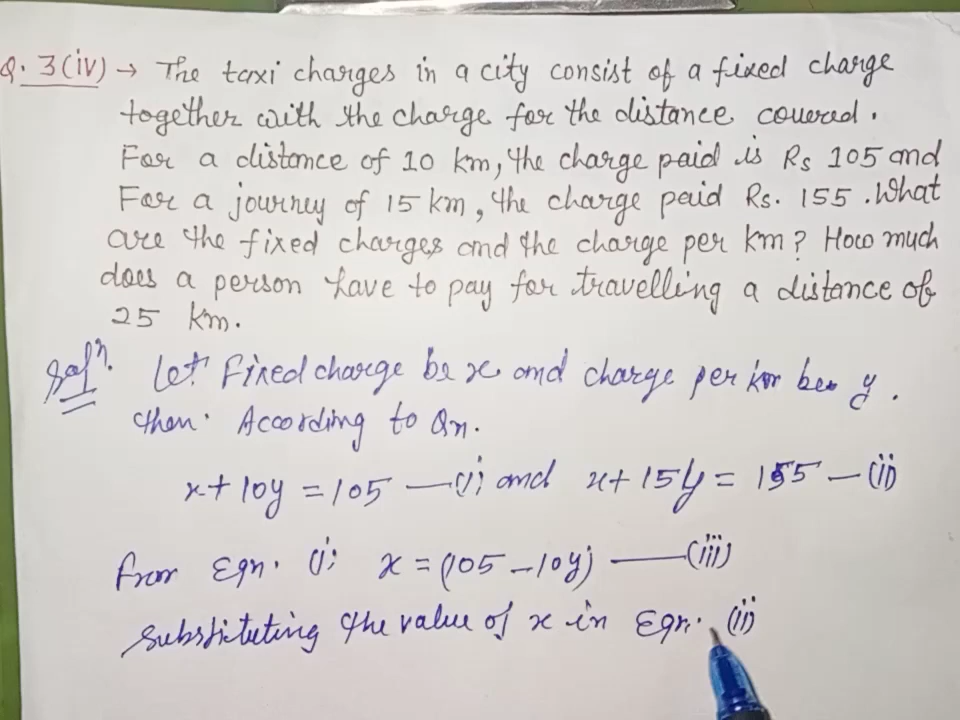 Q. 3(iv) → The taxi charges in a city consist of a fixed charge
together with the charge for the distance covered.
For a distance of 10 km, the charge paid is Rs 105 and
For a journey of 15 km, the charge paid Rs. 155. What
are the fixed charges and the charge per km? How much
does a person have to pay for travelling a distance of
25 km.
Solⁿ. Let Fixed charge be x and charge per km be y.
then. According to Qn.
x + 10y = 105 —(i) and x + 15y = 155 —(ii)
from Eqn. (i) x = (105 - 10y) ——(iii)
Substituting the value of x in Eqn. (ii)